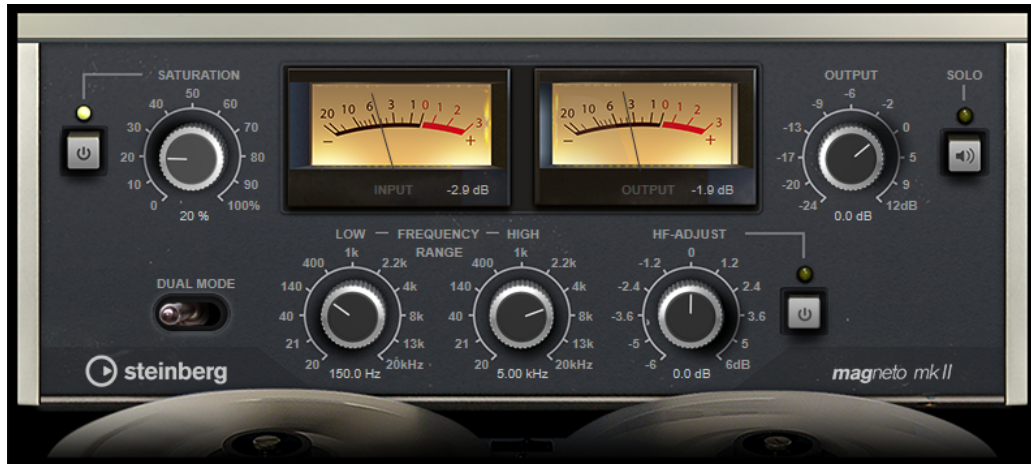 SATURATION
0 10 20 30 40 50 60 70 80 90 100%
20 %
20 10 6 3 1 0 1 2 3
− +
INPUT -2.9 dB
20 10 6 3 1 0 1 2 3
− +
OUTPUT -1.9 dB
OUTPUT
-24 -20 -17 -13 -9 -6 -2 0 5 9 12dB
0.0 dB
SOLO
DUAL MODE
LOW — FREQUENCY — HIGH
RANGE
20 21 40 140 400 1k 2.2k 4k 8k 13k 20kHz
150.0 Hz
20 21 40 140 400 1k 2.2k 4k 8k 13k 20kHz
5.00 kHz
HF-ADJUST
-6 -5 -3.6 -2.4 -1.2 0 1.2 2.4 3.6 5 6dB
0.0 dB
steinberg
magneto mk II